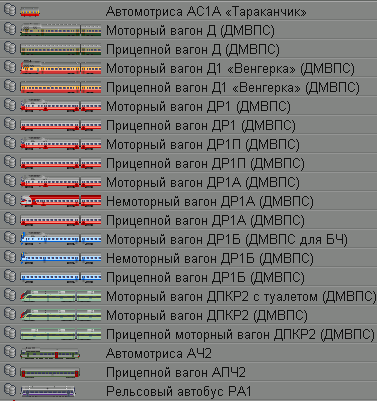 Автомотриса АС1А «Тараканчик»
Моторный вагон Д (ДМВПС)
Прицепной вагон Д (ДМВПС)
Моторный вагон Д1 «Венгерка» (ДМВПС)
Прицепной вагон Д1 «Венгерка» (ДМВПС)
Моторный вагон ДР1 (ДМВПС)
Прицепной вагон ДР1 (ДМВПС)
Моторный вагон ДР1П (ДМВПС)
Прицепной вагон ДР1П (ДМВПС)
Моторный вагон ДР1А (ДМВПС)
Немоторный вагон ДР1А (ДМВПС)
Прицепной вагон ДР1А (ДМВПС)
Моторный вагон ДР1Б (ДМВПС для БЧ)
Немоторный вагон ДР1Б (ДМВПС)
Прицепной вагон ДР1Б (ДМВПС)
Моторный вагон ДПКР2 с туалетом (ДМВПС)
Моторный вагон ДПКР2 (ДМВПС)
Прицепной моторный вагон ДПКР2 (ДМВПС)
Автомотриса АЧ2
Прицепной вагон АПЧ2
Рельсовый автобус РА1